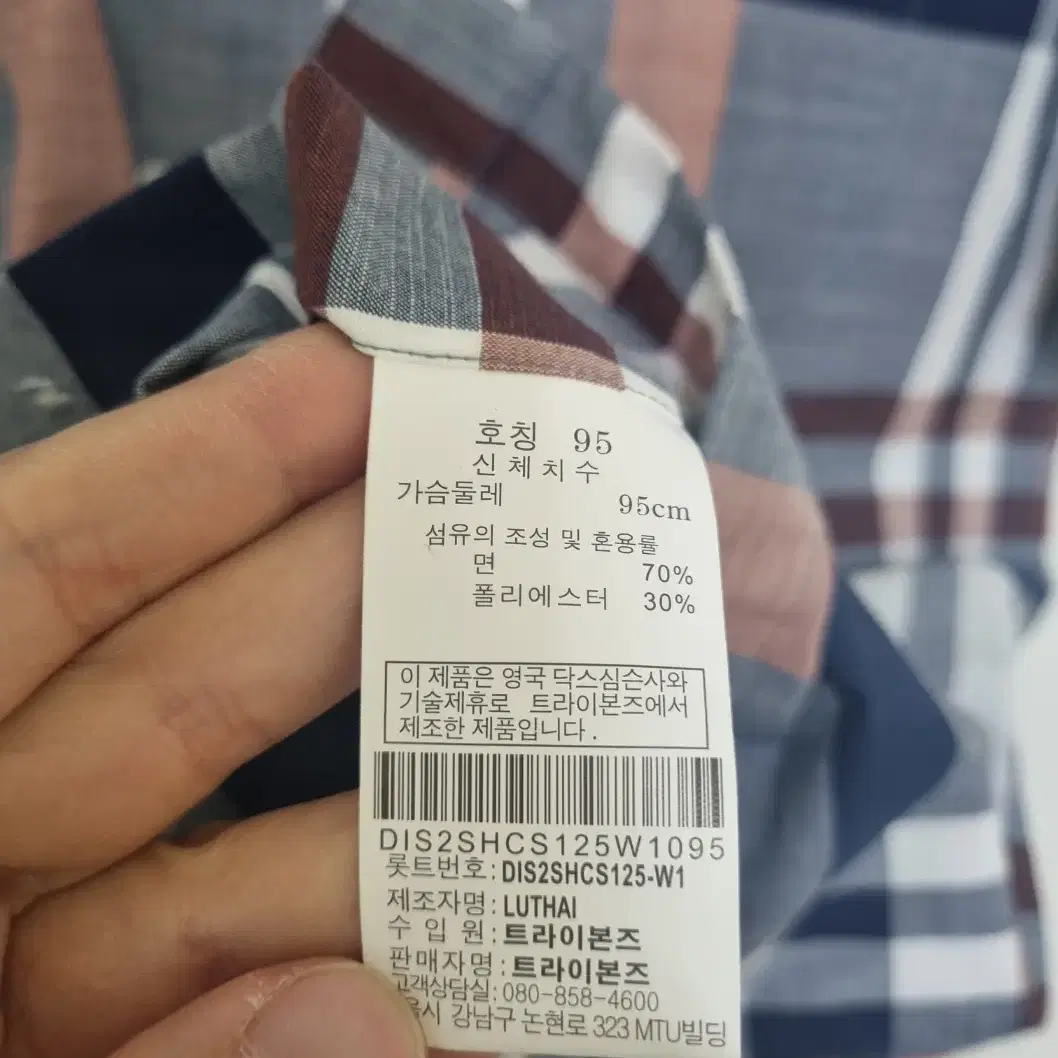 호칭 95
신체치수
가슴둘레 95cm
섬유의 조성 및 혼용률
면 70%
폴리에스터 30%
이 제품은 영국 닥스심슨사와
기술제휴로 트라이본즈에서
제조한 제품입니다.
DIS2SHCS125W1095
롯트번호: DIS2SHCS125-W1
제조자명: LUTHAI
수 입 원: 트라이본즈
판매자명: 트라이본즈
고객상담실: 080-858-4600
강남구 논현로 323 MTU빌딩